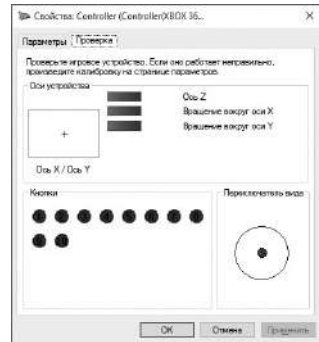 Свойства: Controller (Controller)XBOX 36...
Параметры
Проверка
Проверьте игровое устройство. Если оно работает неправильно,
произведите калибровку на странице параметров.
Оси устройства
Ось Z
Вращение вокруг оси X
Вращение вокруг оси Y
Ось X / Ось Y
Кнопки
Переключатель вида
OK
Отмена
Применить